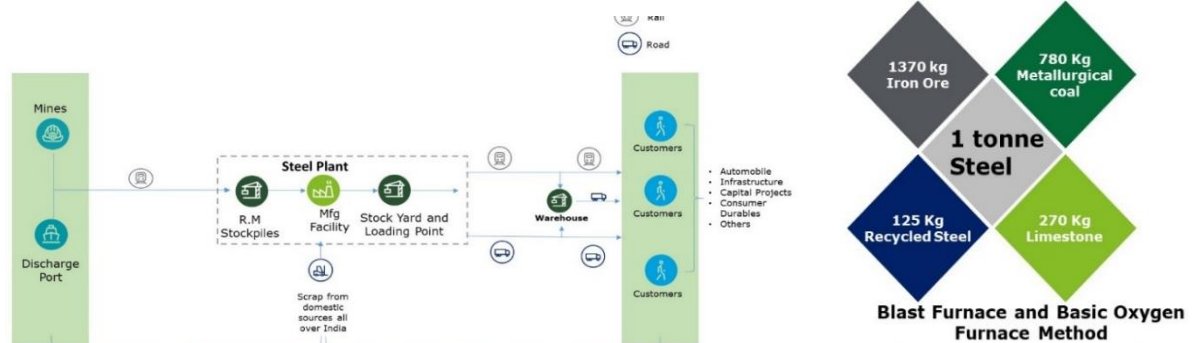 Rail
Road
Mines
Discharge
Port
Steel Plant
R.M
Stockpiles
Mfg
Facility
Stock Yard and
Loading Point
Scrap from
domestic
sources all
over India
Warehouse
Customers
Customers
Customers
• Automobile
• Infrastructure
• Capital Projects
• Consumer
Durables
• Others
1370 kg
Iron Ore
780 Kg
Metallurgical
coal
1 tonne
Steel
125 Kg
Recycled Steel
270 Kg
Limestone
Blast Furnace and Basic Oxygen
Furnace Method